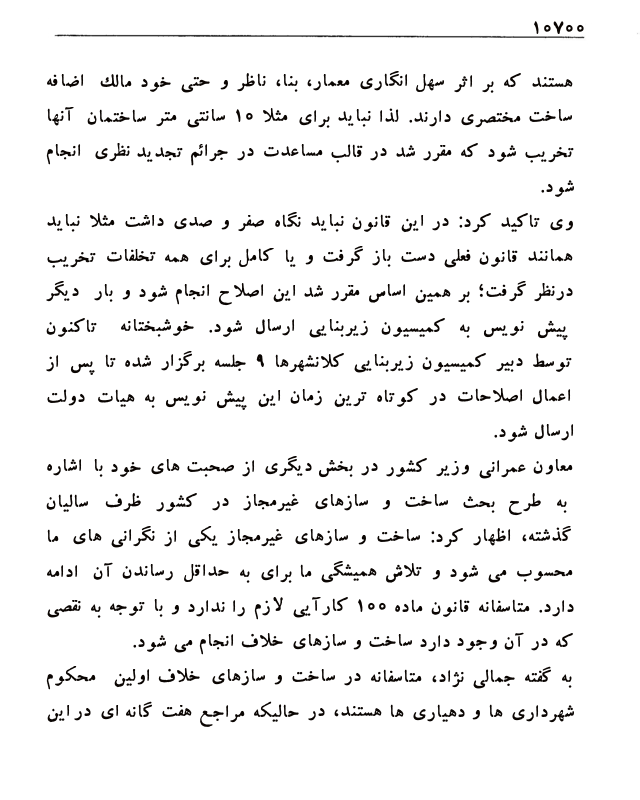 ۱۰۷۰۰
هستند که بر اثر سهل انگاری معمار، بنا، ناظر و حتی خود مالك اضافه
ساخت مختصری دارند. لذا نباید برای مثلا ۱۰ سانتی متر ساختمان آنها
تخریب شود که مقرر شد در قالب مساعدت در جرائم تجدید نظری انجام
شود.
وی تاکید کرد: در این قانون نباید نگاه صفر و صدی داشت مثلا نباید
همانند قانون فعلی دست باز گرفت و یا کامل برای همه تخلفات تخریب
درنظر گرفت؛ بر همین اساس مقرر شد این اصلاح انجام شود و بار دیگر
پیش نویس به کمیسیون زیربنایی ارسال شود. خوشبختانه تاکنون
توسط دبیر کمیسیون زیربنایی کلانشهرها ۹ جلسه برگزار شده تا پس از
اعمال اصلاحات در کوتاه ترین زمان این پیش نویس به هیات دولت
ارسال شود.
معاون عمرانی وزیر کشور در بخش دیگری از صحبت های خود با اشاره
به طرح بحث ساخت و سازهای غیرمجاز در کشور ظرف سالیان
گذشته، اظهار کرد: ساخت و سازهای غیرمجاز یکی از نگرانی های ما
محسوب می شود و تلاش همیشگی ما برای به حداقل رساندن آن ادامه
دارد. متاسفانه قانون ماده ۱۰۰ کارآیی لازم را ندارد و با توجه به نقصی
که در آن وجود دارد ساخت و سازهای خلاف انجام می شود.
به گفته جمالی نژاد، متاسفانه در ساخت و سازهای خلاف اولین محکوم
شهرداری ها و دهیاری ها هستند، در حالیکه مراجع هفت گانه ای در این